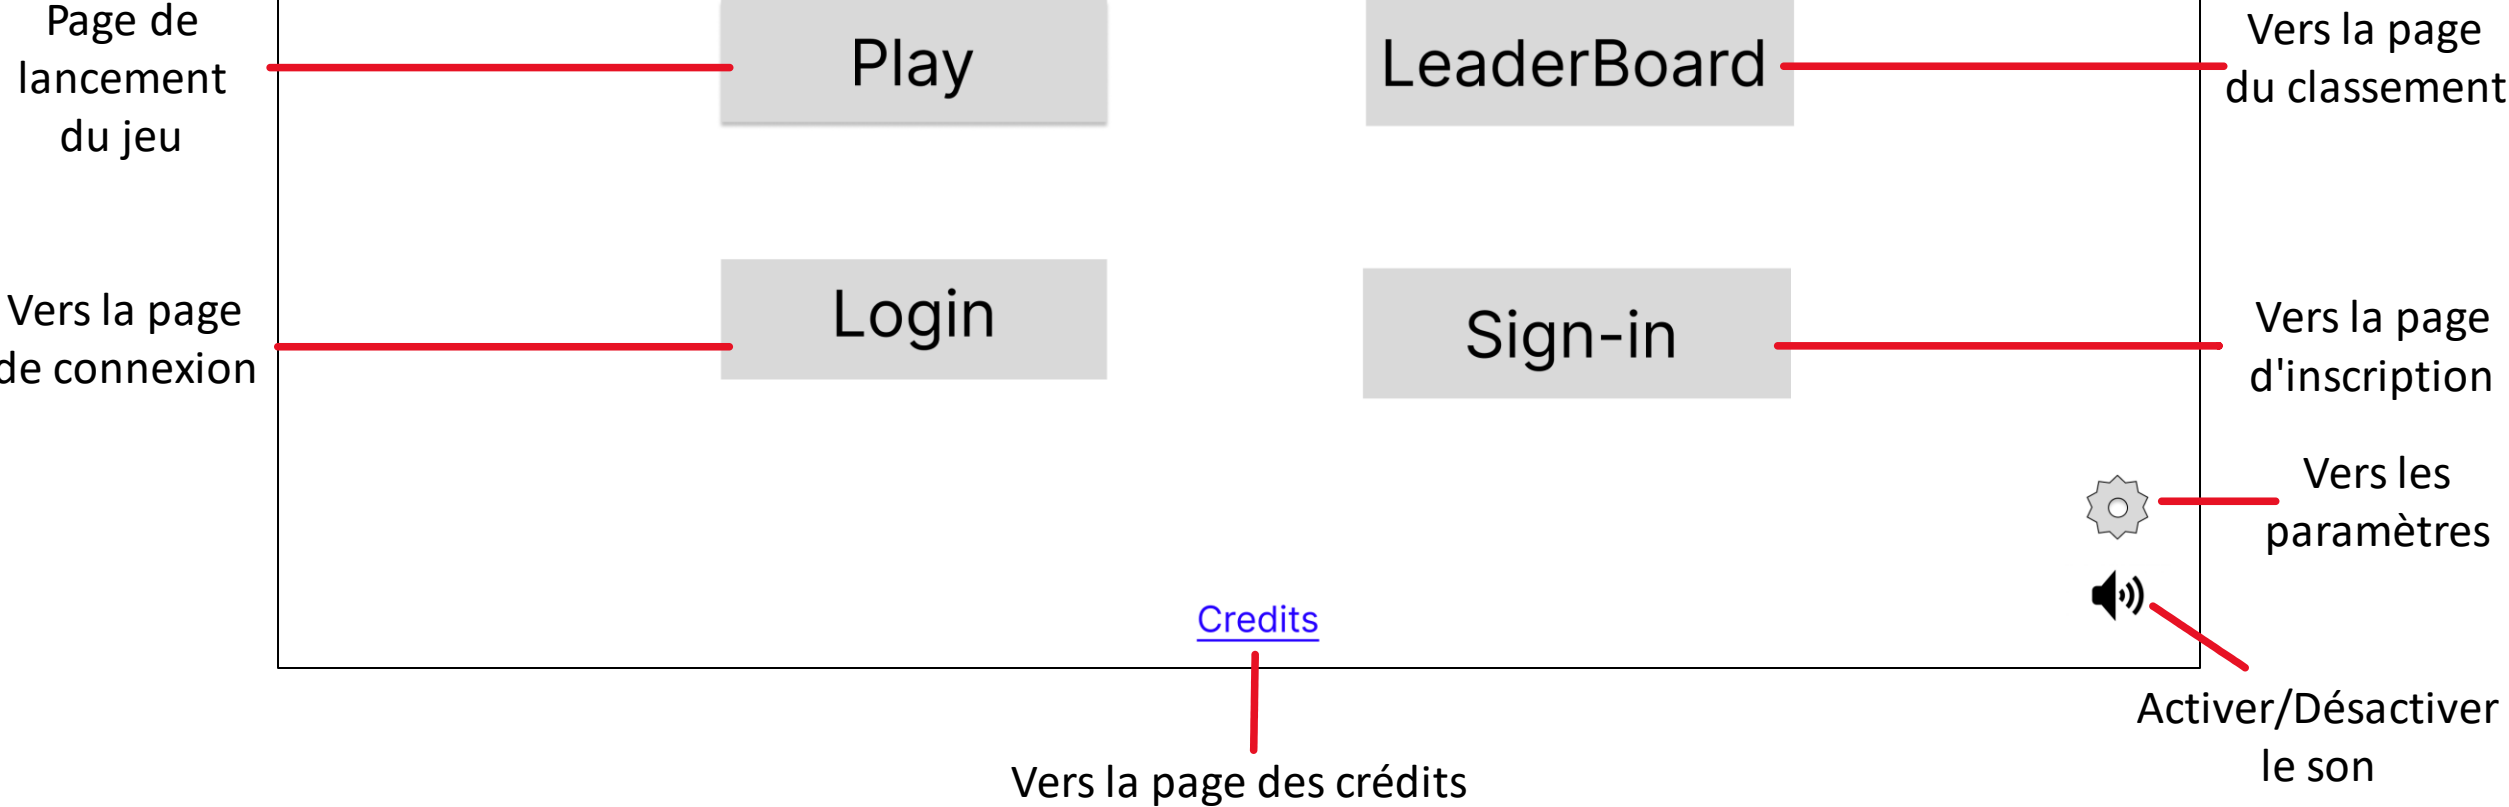 Page de
lancement
du jeu
Play
LeaderBoard
Vers la page
du classement
Vers la page
de connexion
Login
Sign-in
Vers la page
d'inscription
Vers les
paramètres
Credits
Activer/Désactiver
le son
Vers la page des crédits